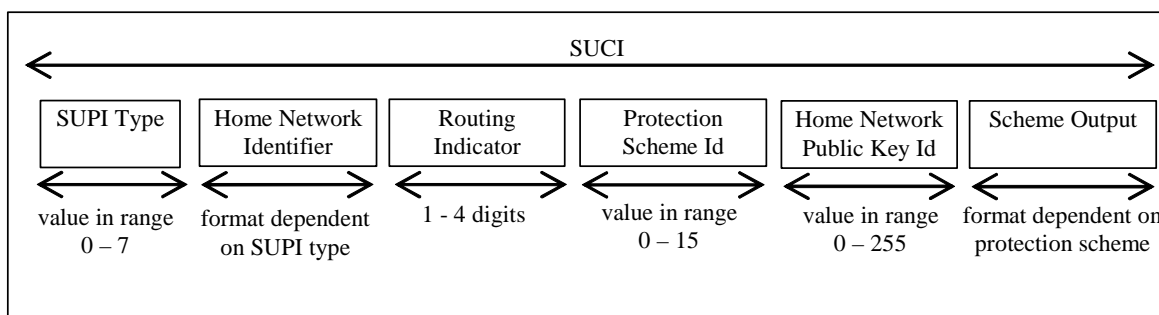 SUCI
SUPI Type
Home Network
Identifier
Routing
Indicator
Protection
Scheme Id
Home Network
Public Key Id
Scheme Output
value in range
0 – 7
format dependent
on SUPI type
1 - 4 digits
value in range
0 – 15
value in range
0 – 255
format dependent on
protection scheme